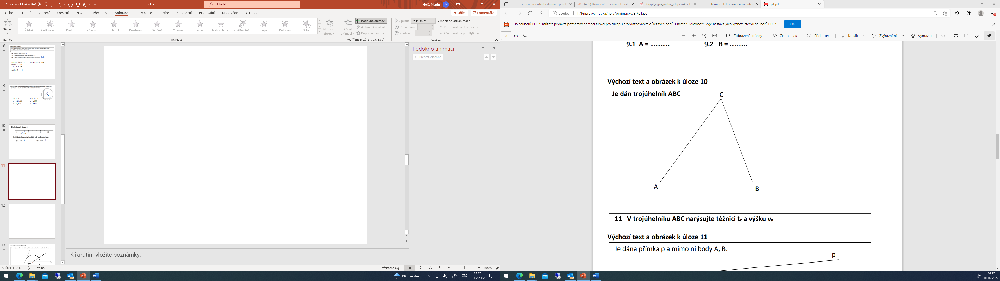 Automatické ukládání
v1
Hledat
Holý, Martin
HM
Soubor Domů Vložení Kreslení Návrh Přechody Animace Prezentace Revize Zobrazení Nahrávání Nápověda Acrobat
Sdílet Komentáře
Náhled
Žádná Celé najedn... Prolnutí Přilétnutí Vplynutí Rozdělení Setření Obrazec Kolo Nahodilé pr... Zvětšování... Lupa Rotování Odraz
Možnosti efektu
Přidat animaci
Podokno animací
Aktivační událost
Kopírovat animaci
Spustit: Při kliknutí
Doba trvání:
Zpoždění:
Změnit pořadí animace
Přesunout na dřívější čas
Přesunout na pozdější čas
Náhled
Animace
Rozšířené možnosti animací
Časování
8
9
10
Číselná osa k úloze 9
9. Určete hodnotu bodů A a B na číselné ose:
9.1 A =
9.2 B =
11
12
13
Podokno animací
Přehrát všechno
Kliknutím vložíte poznámky.
Snímek 11 z 17
Čeština
Poznámky
106 %
Blíží se déšť
CES
14:12
01.02.2022
Změna rozvrhu hodin na 2.polo
(429) Doručené – Seznam Email
Crypt_vypis_archiv_z1cpvzr4.pdf
Informace k testování a karantén
p1.pdf
Soubor
T:/Přípravy/matika/holy/přijímačky/9r/p1.pdf
Do souborů PDF si můžete přidávat poznámky pomocí funkcí pro rukopis a zvýrazňováním důležitých bodů. Chcete si Microsoft Edge nastavit jako výchozí čtečku souborů PDF?
OK
3 z 5
Zobrazení stránky
Číst nahlas
Přidat text
Kreslit
Zvýraznění
Vymazat
9.1 A = ………..
9.2 B = ……….
Výchozí text a obrázek k úloze 10
Je dán trojúhelník ABC
C
A
B
11 V trojúhelníku ABC narýsujte těžnici tc a výšku va
Výchozí text a obrázek k úloze 11
Je dána přímka p a mimo ni body A, B.
p
14:12
01.02.2022